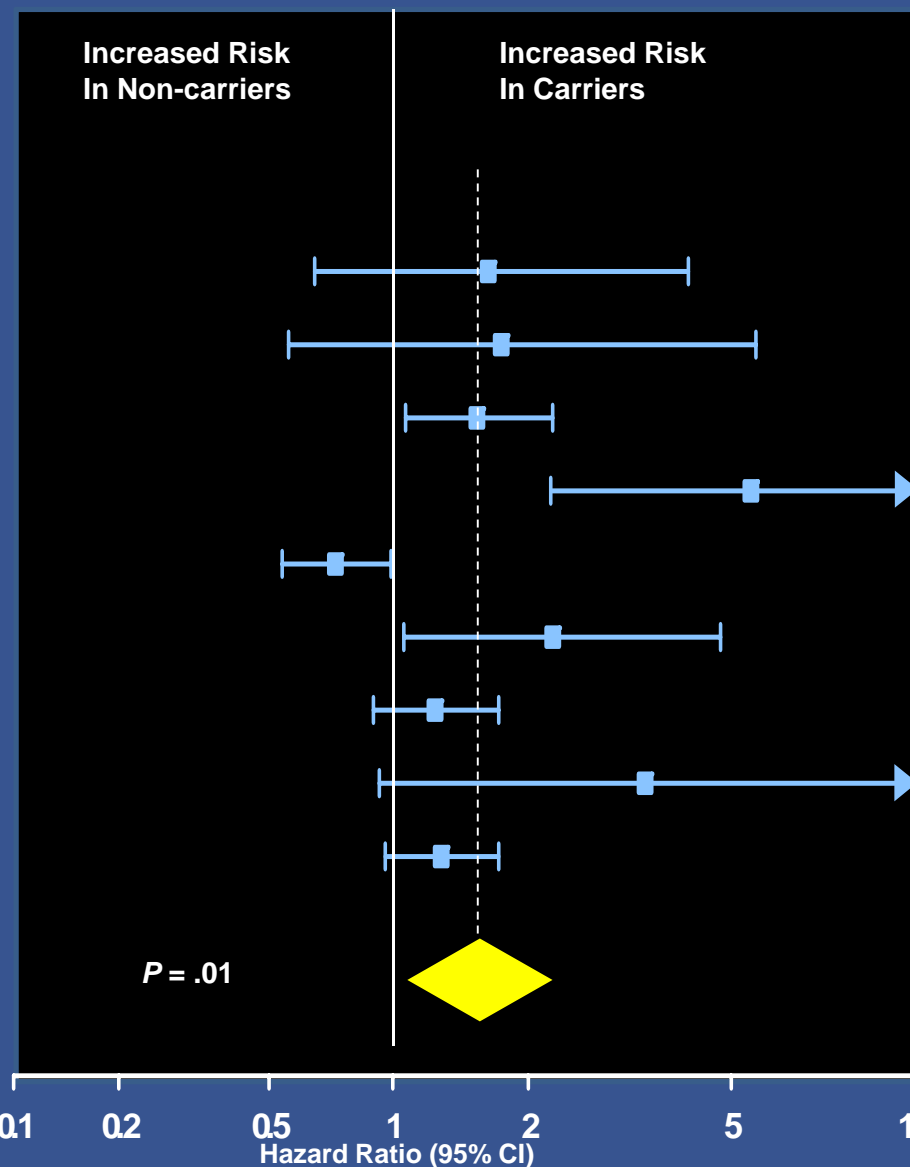 Increased Risk
In Non-carriers
Increased Risk
In Carriers
P = .01
0.1 0.2 0.5 1 2 5 1
Hazard Ratio (95% CI)